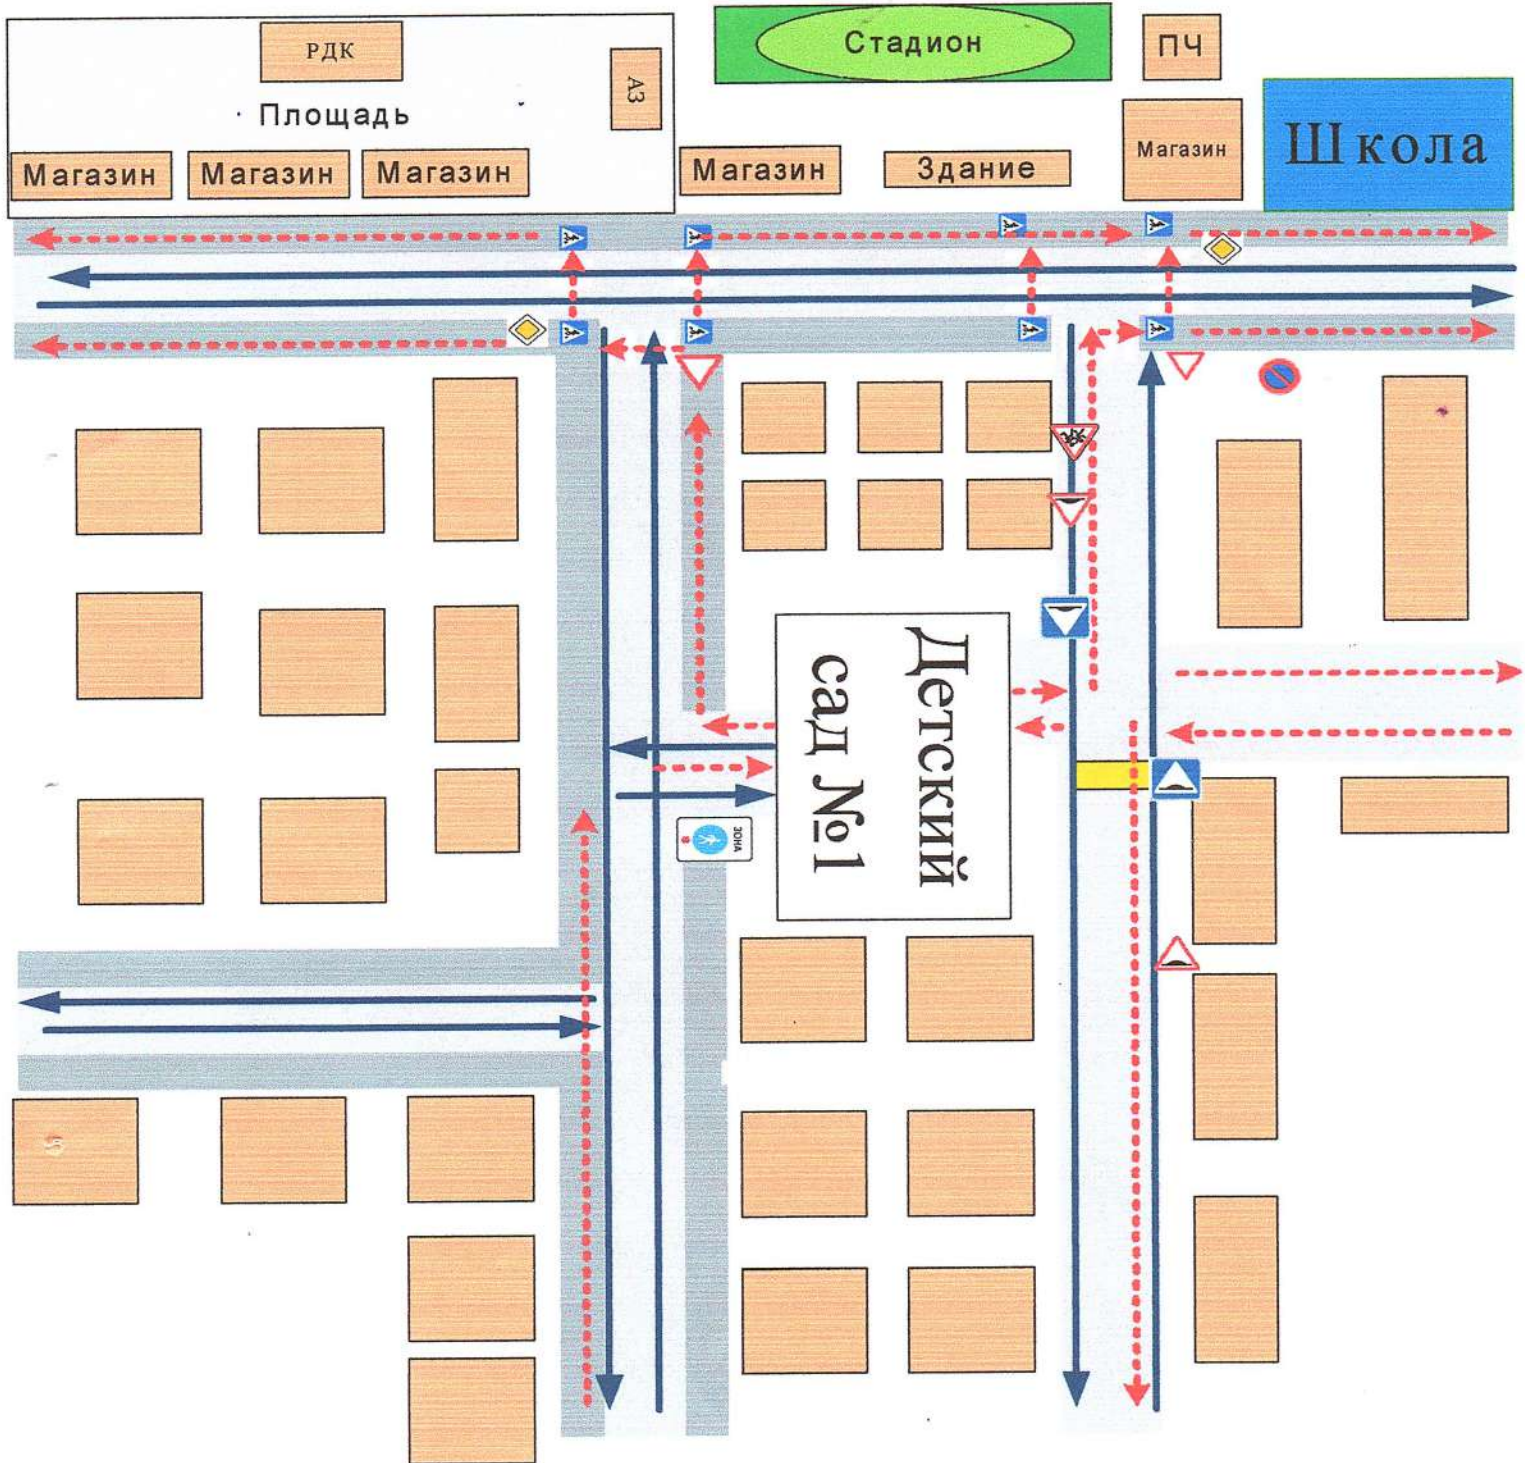 РДК
АЗ
Площадь
Магазин
Магазин
Магазин
Стадион
ПЧ
Магазин
Здание
Магазин
Школа
Детский
сад №1
ЗОНА